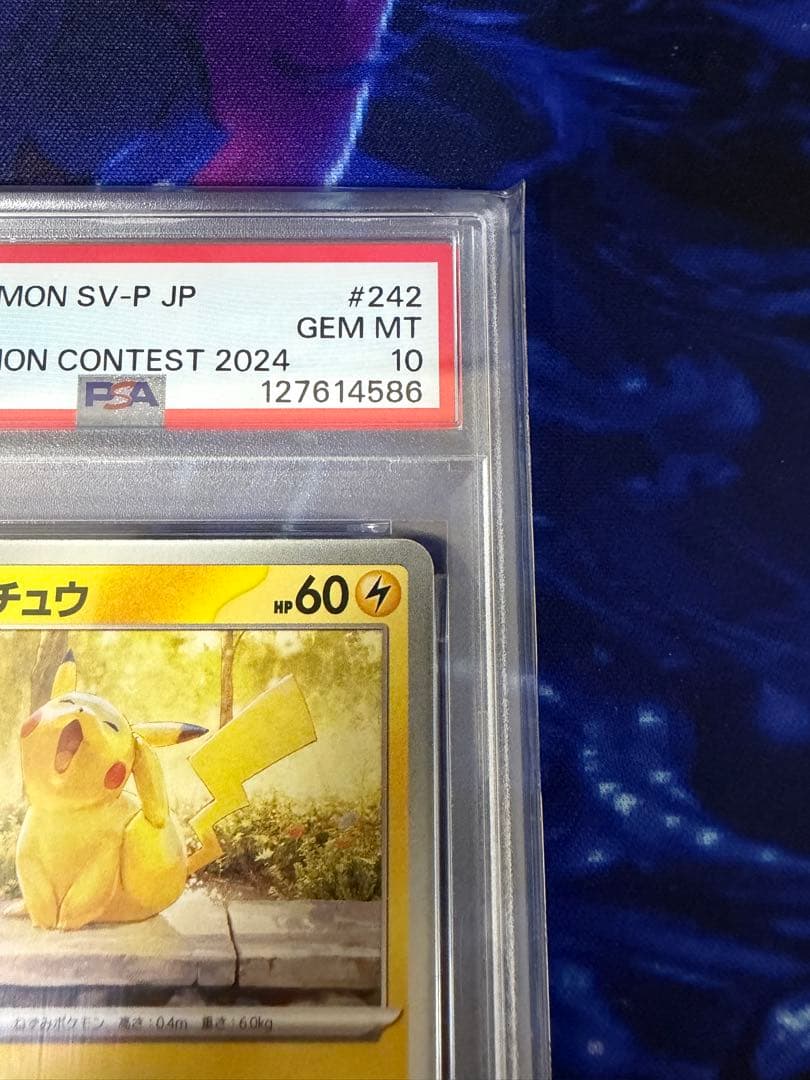 MON SV-P JP #242
GEM MT
ION CONTEST 2024 10
PSA 127614586
チュウ HP60
ねずみポケモン 高さ:0.4m 重さ:6.0kg